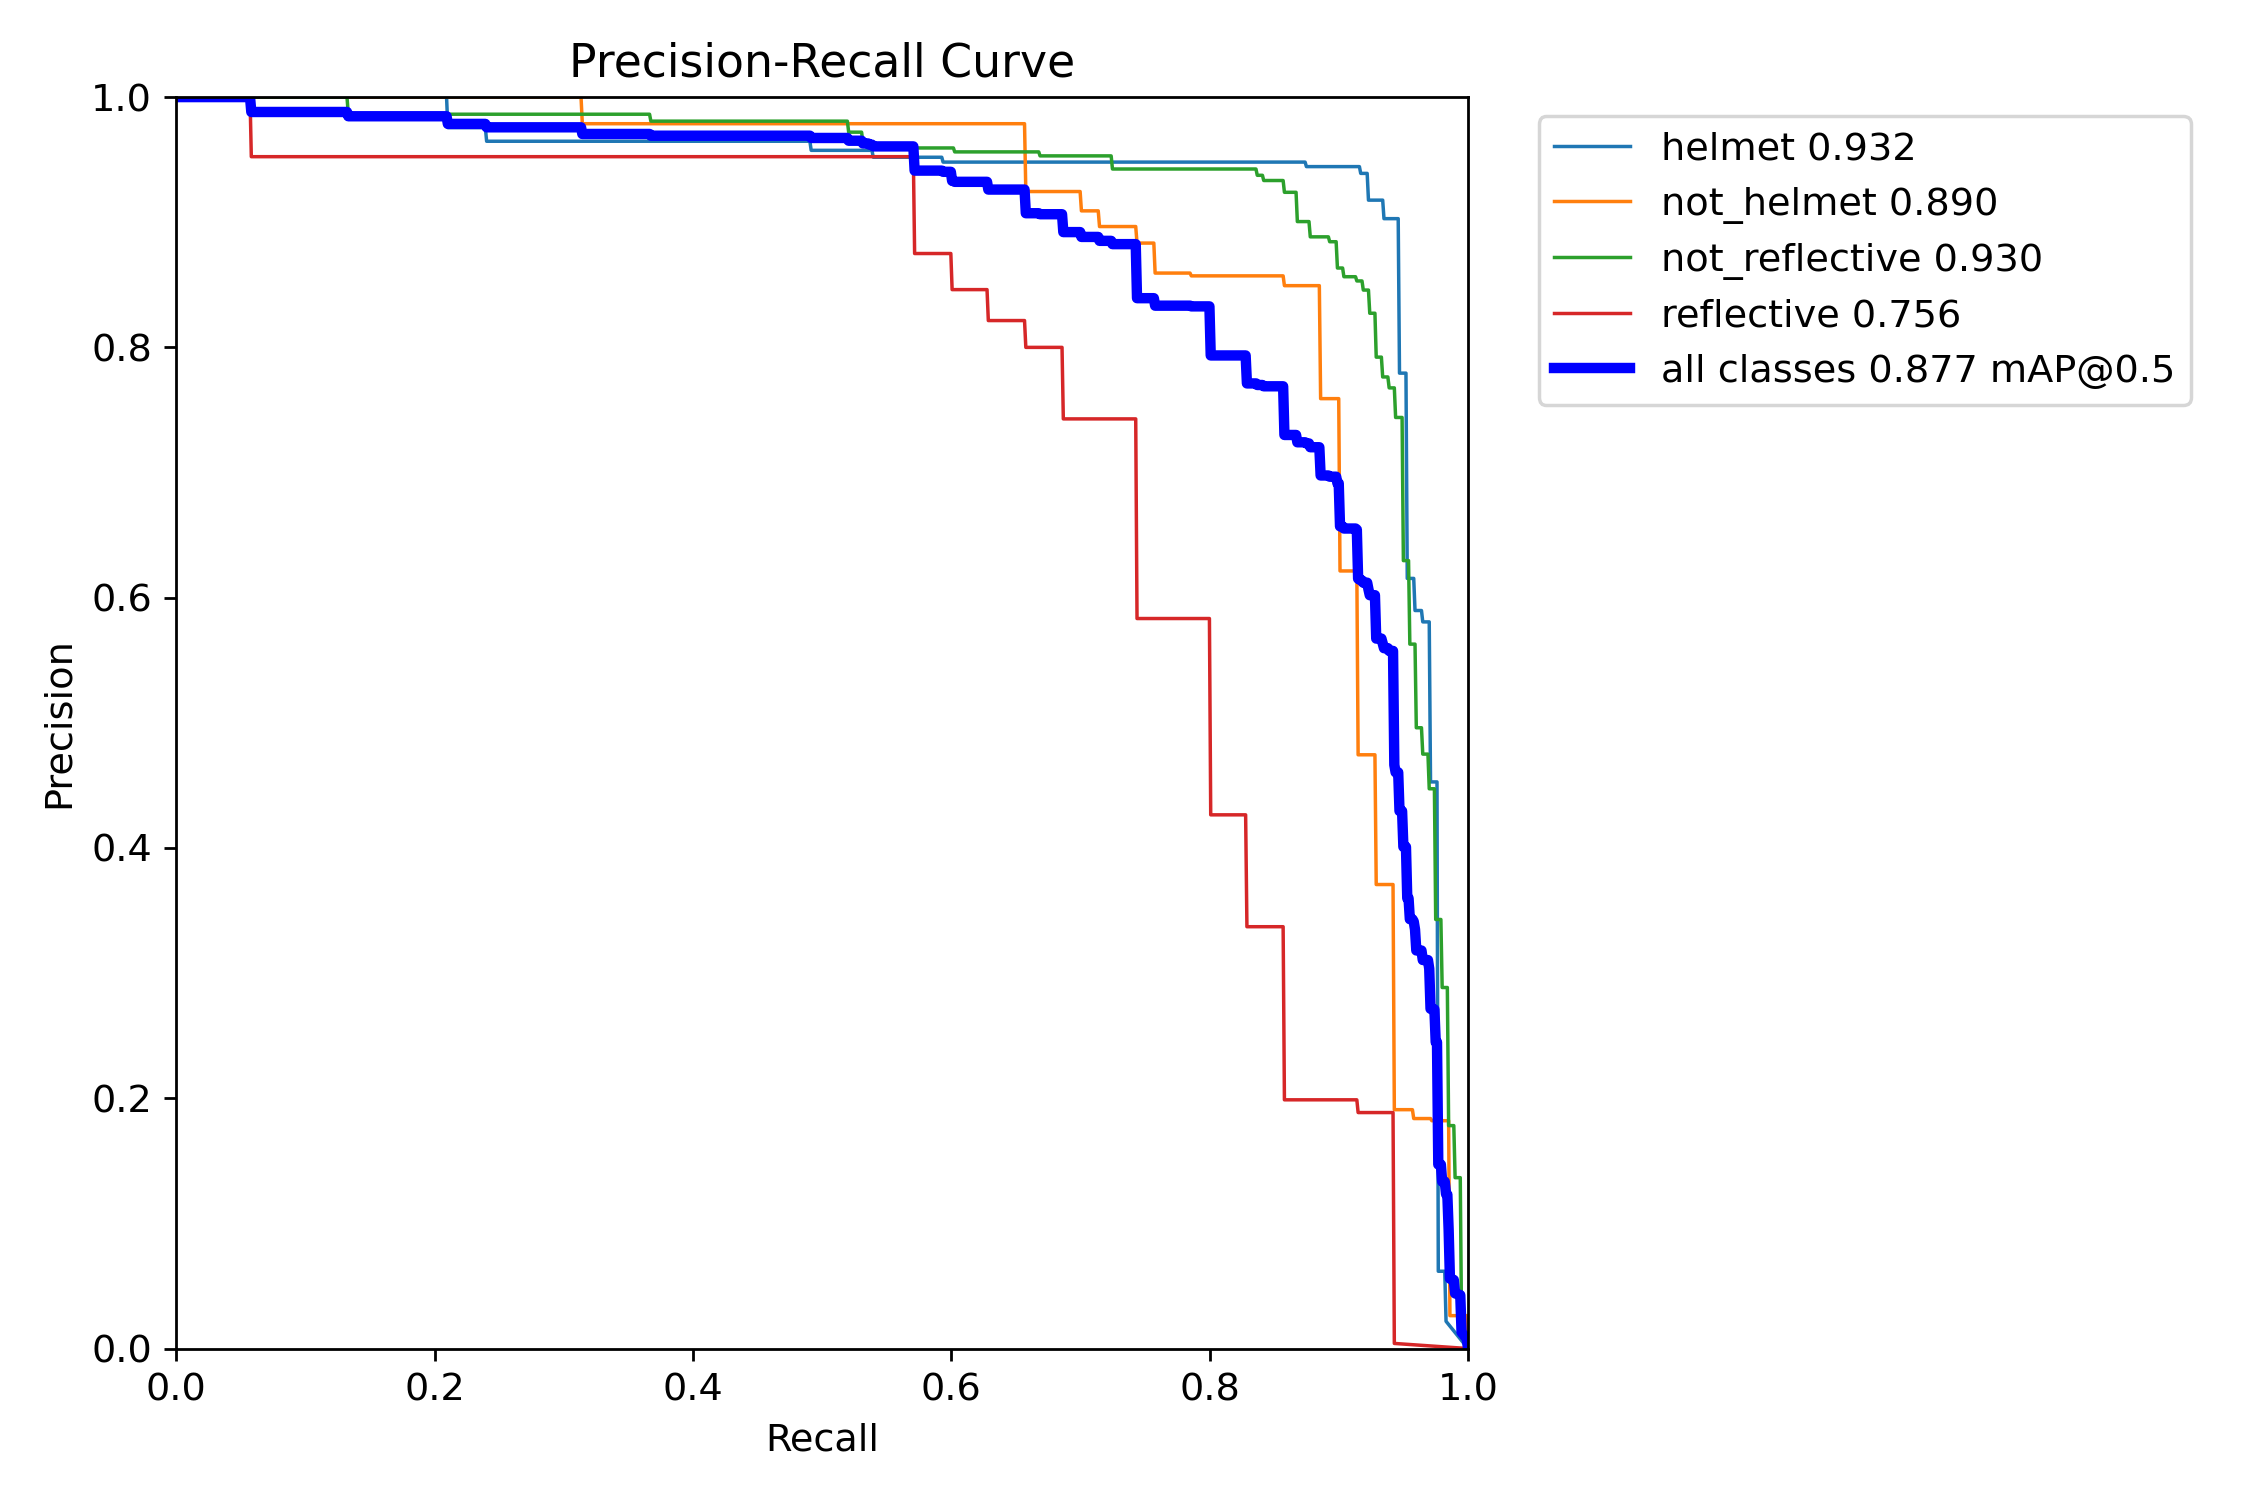 Precision-Recall Curve
1.0
0.8
0.6
0.4
0.2
0.0
Precision
0.0 0.2 0.4 0.6 0.8 1.0
Recall
helmet 0.932
not_helmet 0.890
not_reflective 0.930
reflective 0.756
all classes 0.877 mAP@0.5